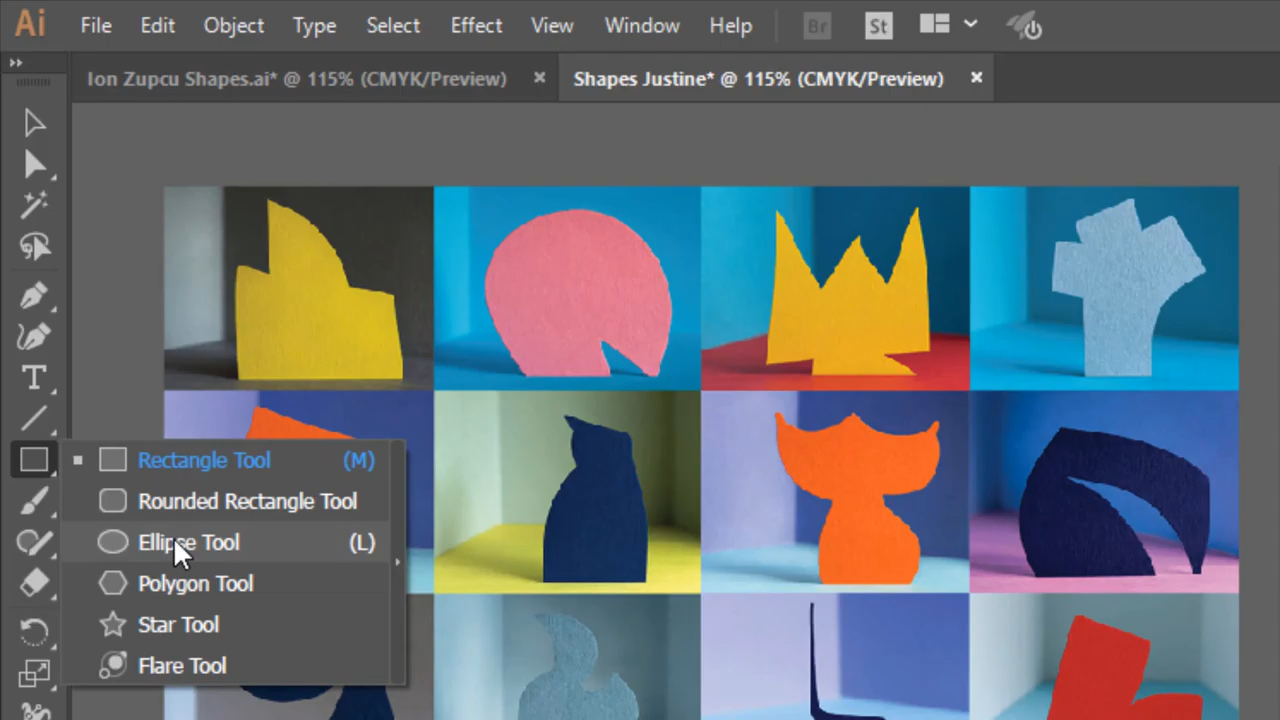 Ai File Edit Object Type Select Effect View Window Help Br St
Ion Zupcu Shapes.ai* @ 115% (CMYK/Preview) × Shapes Justine* @ 115% (CMYK/Preview) ×
T
Rectangle Tool (M)
Rounded Rectangle Tool
Ellipse Tool (L)
Polygon Tool
Star Tool
Flare Tool